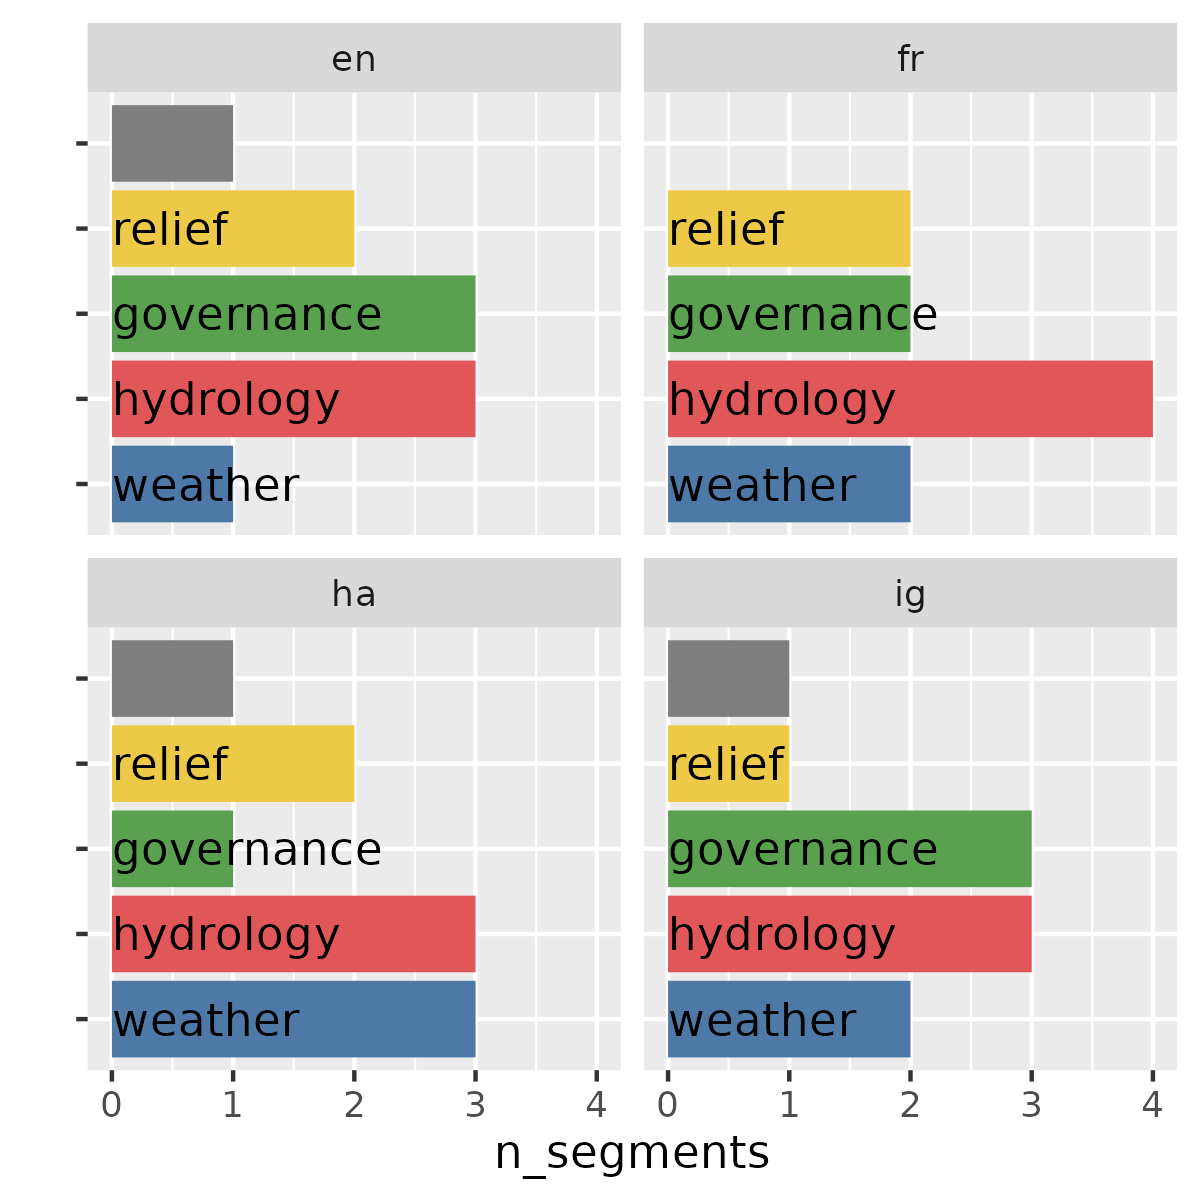 en
relief
governance
hydrology
weather
fr
relief
governance
hydrology
weather
ha
relief
governance
hydrology
weather
ig
relief
governance
hydrology
weather
0 1 2 3 4
0 1 2 3 4
n_segments